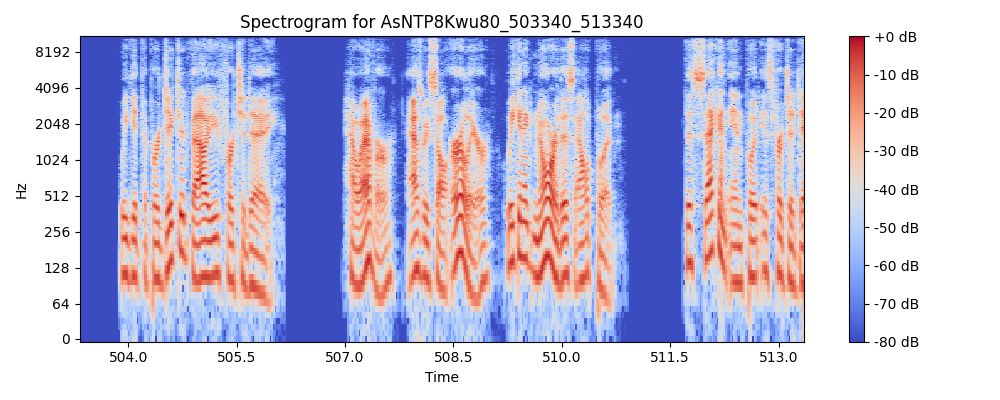 Spectrogram for AsNTP8Kwu80_503340_513340
8192
4096
2048
1024
512
256
128
64
0
Hz
504.0 505.5 507.0 508.5 510.0 511.5 513.0
Time
+0 dB
-10 dB
-20 dB
-30 dB
-40 dB
-50 dB
-60 dB
-70 dB
-80 dB